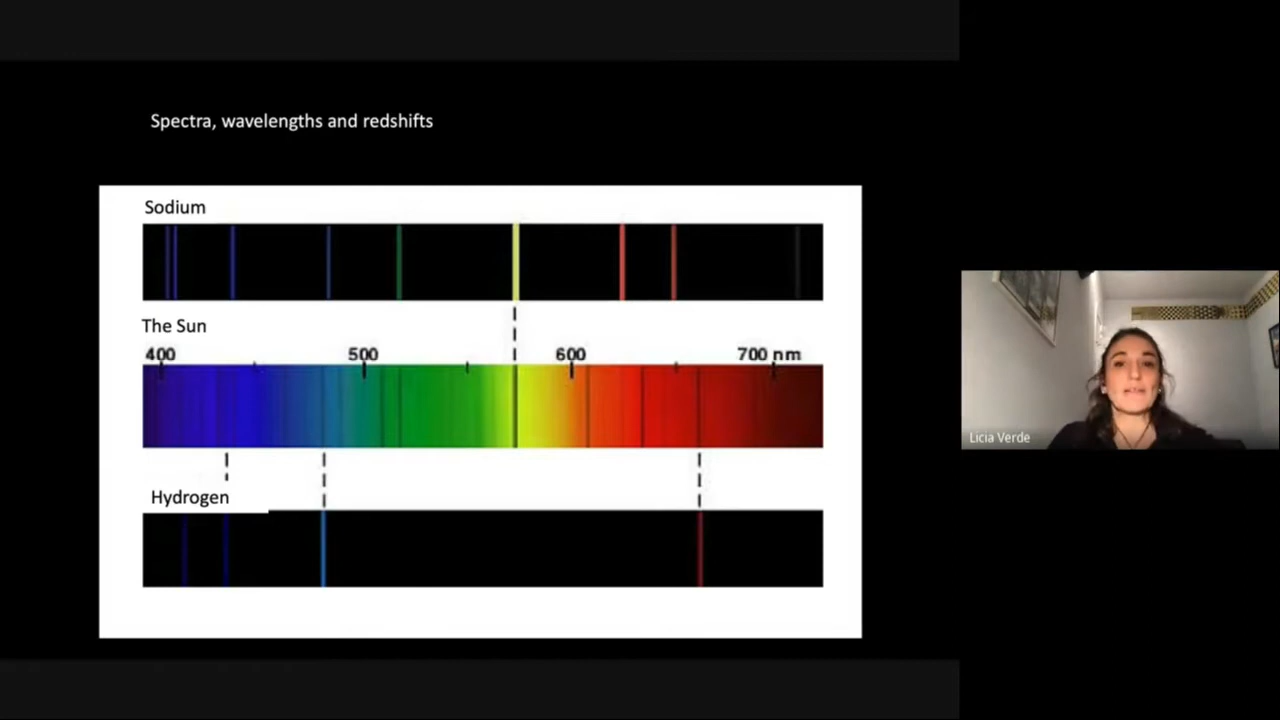 Spectra, wavelengths and redshifts
Sodium
The Sun
400 500 600 700 nm
Hydrogen
Licia Verde